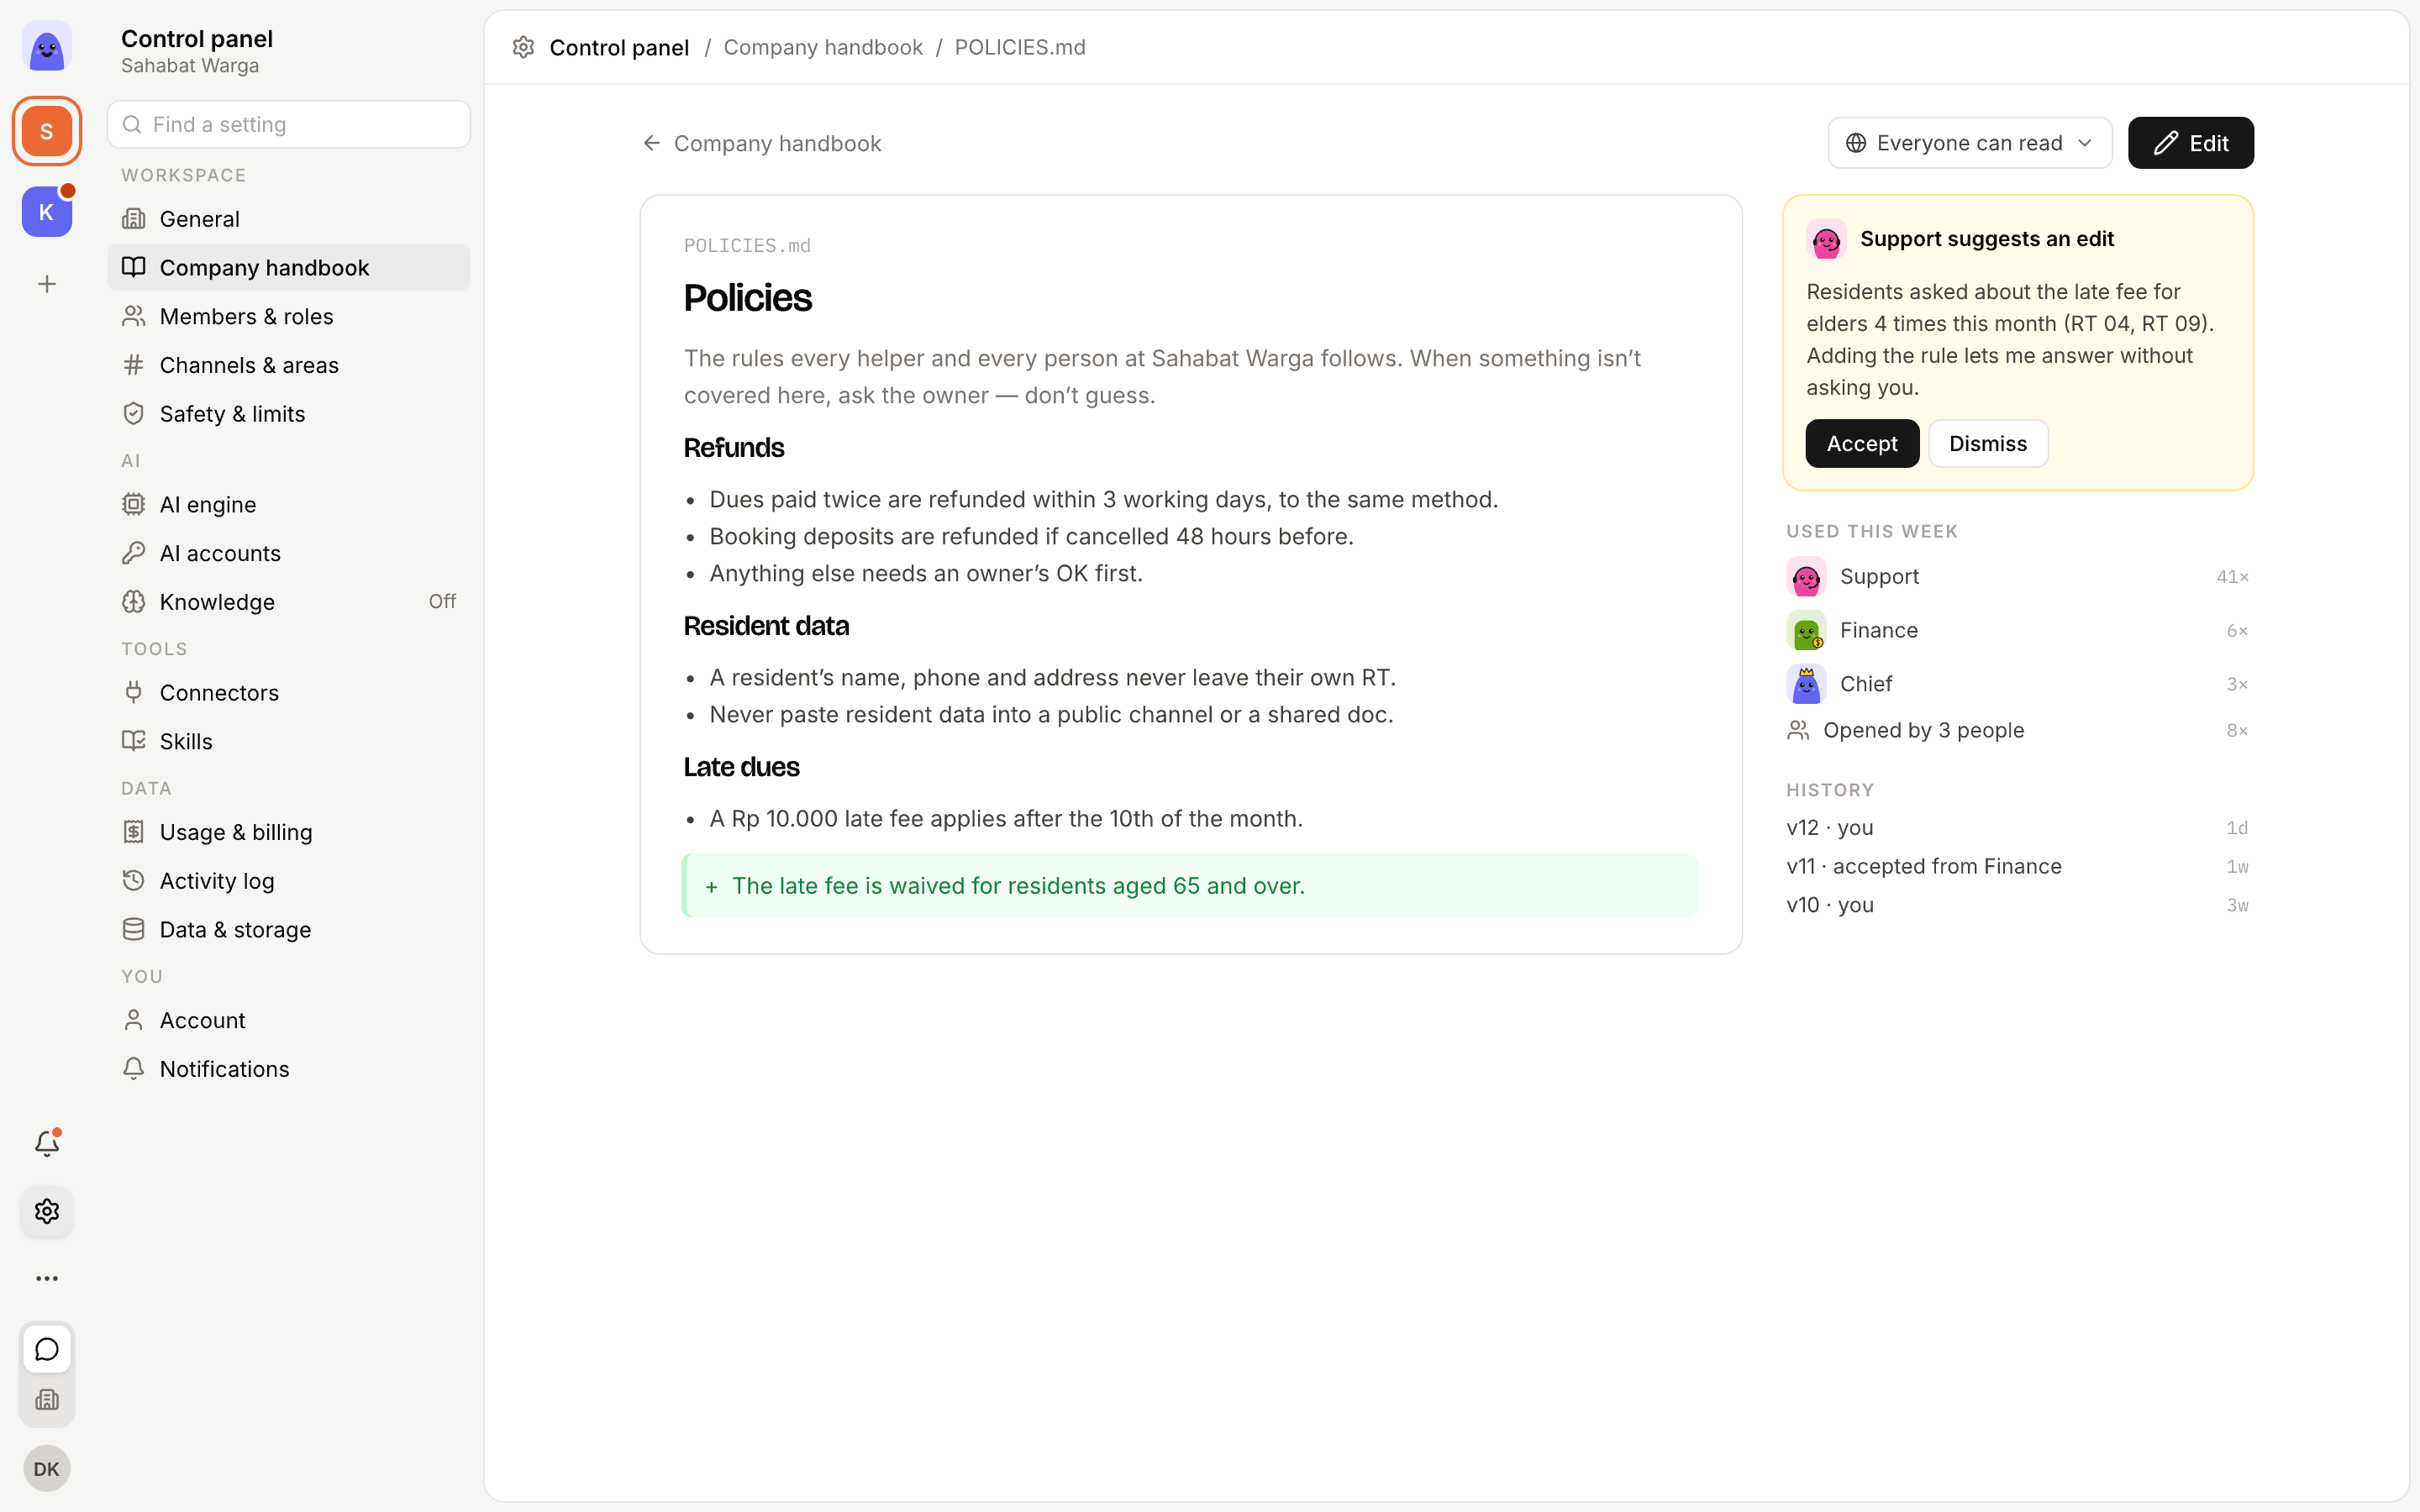 Control panel
Sahabat Warga
S
K
Find a setting
WORKSPACE
General
Company handbook
Members & roles
Channels & areas
Safety & limits
AI
AI engine
AI accounts
Knowledge Off
TOOLS
Connectors
Skills
DATA
Usage & billing
Activity log
Data & storage
YOU
Account
Notifications
DK
Control panel / Company handbook / POLICIES.md
Company handbook
Everyone can read
Edit
POLICIES.md
Policies
The rules every helper and every person at Sahabat Warga follows. When something isn’t
covered here, ask the owner — don’t guess.
Refunds
• Dues paid twice are refunded within 3 working days, to the same method.
• Booking deposits are refunded if cancelled 48 hours before.
• Anything else needs an owner’s OK first.
Resident data
• A resident’s name, phone and address never leave their own RT.
• Never paste resident data into a public channel or a shared doc.
Late dues
• A Rp 10.000 late fee applies after the 10th of the month.
+ The late fee is waived for residents aged 65 and over.
Support suggests an edit
Residents asked about the late fee for
elders 4 times this month (RT 04, RT 09).
Adding the rule lets me answer without
asking you.
Accept Dismiss
USED THIS WEEK
Support 41×
Finance 6×
Chief 3×
Opened by 3 people 8×
HISTORY
v12 · you 1d
v11 · accepted from Finance 1w
v10 · you 3w